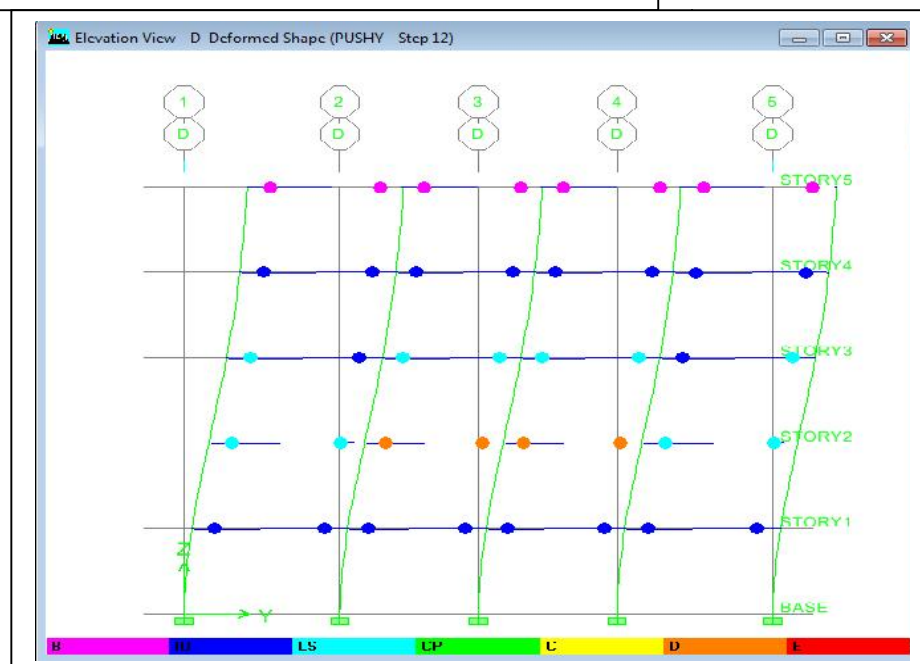 Elevation View D Deformed Shape (PUSHY Step 12)
1 2 3 4 5
D D D D D
STORY5
STORY4
STORY3
STORY2
STORY1
Z
Y
BASE
B IO LS CP C D E